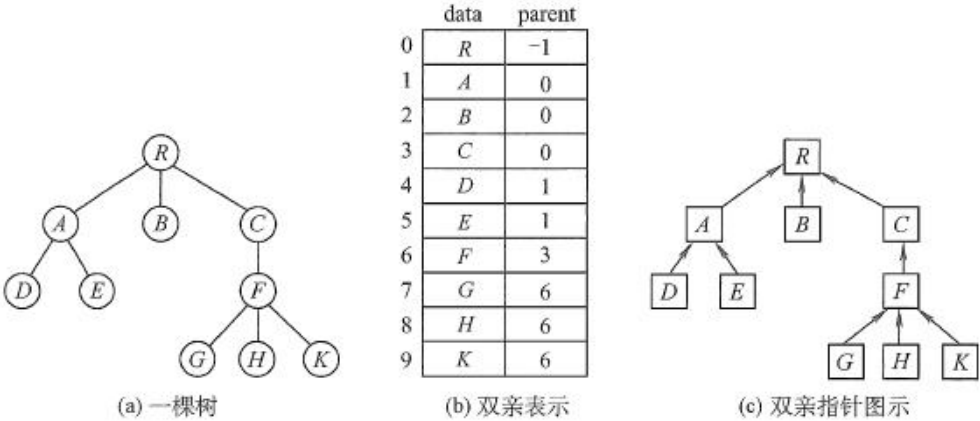 data parent
0 R -1
1 A 0
2 B 0
3 C 0
4 D 1
5 E 1
6 F 3
7 G 6
8 H 6
9 K 6
R
A B C
D E F
G H K
R
A B C
D E F
G H K
(a) 一棵树
(b) 双亲表示
(c) 双亲指针图示